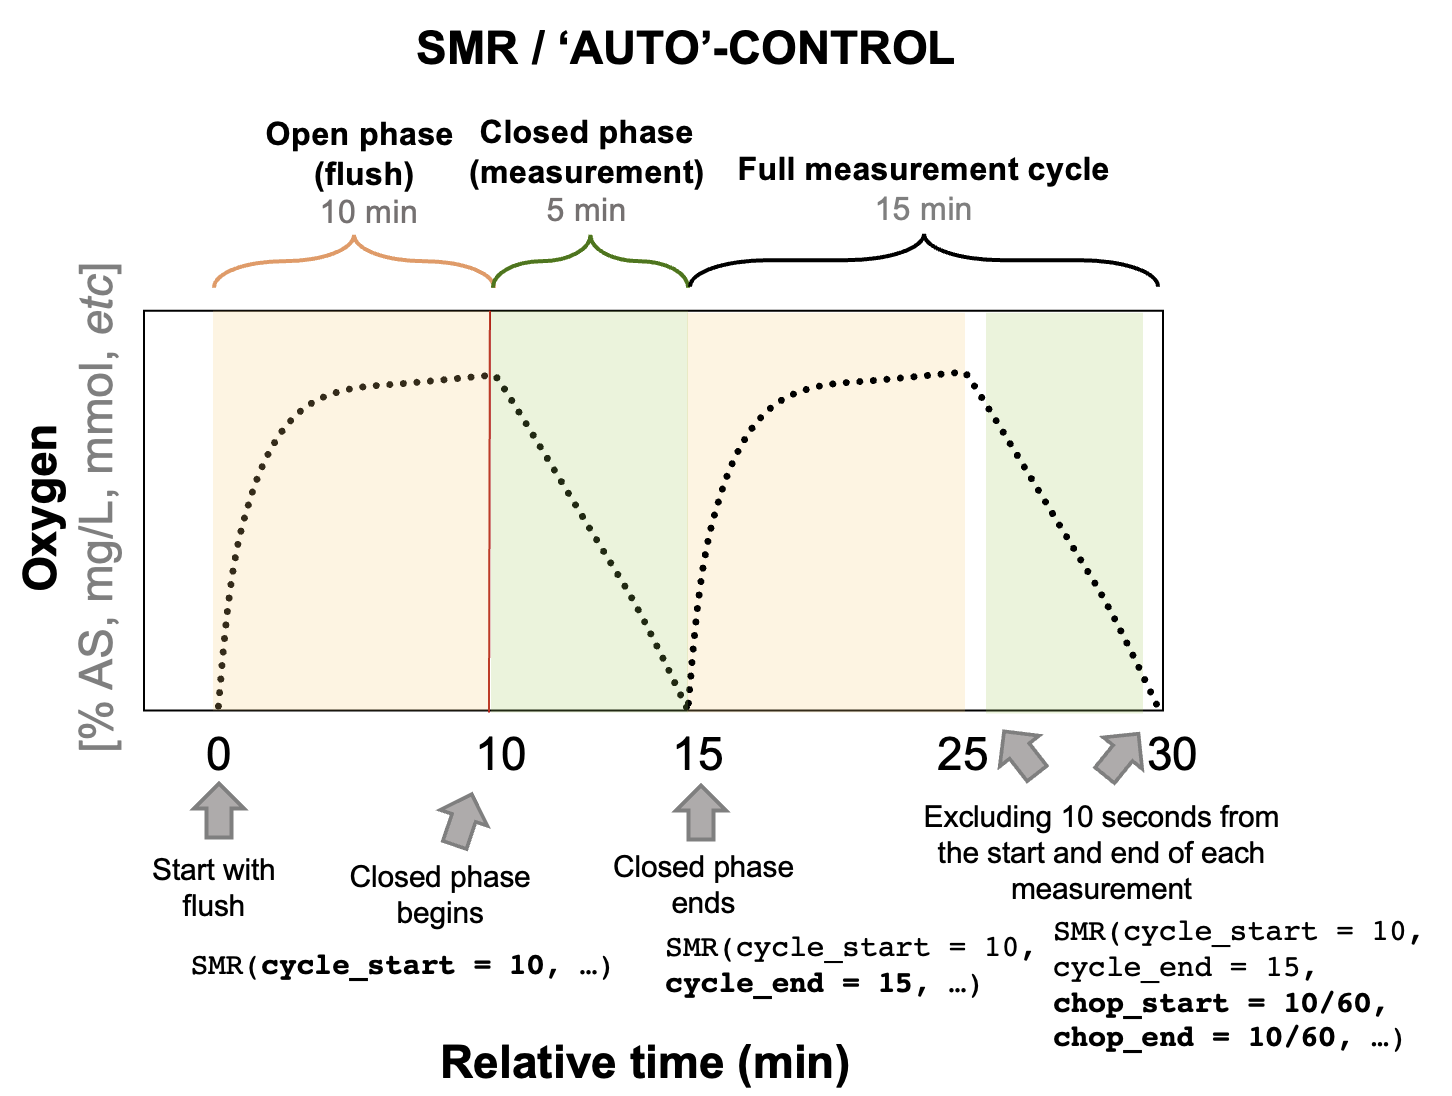 SMR / ‘AUTO’-CONTROL
Open phase
(flush)
10 min
Closed phase
(measurement)
5 min
Full measurement cycle
15 min
Oxygen
[% AS, mg/L, mmol, etc]
0
10
15
25
30
Start with
flush
Closed phase
begins
SMR(cycle_start = 10, …)
Closed phase
ends
SMR(cycle_start = 10,
cycle_end = 15, …)
Excluding 10 seconds from
the start and end of each
measurement
SMR(cycle_start = 10,
cycle_end = 15,
chop_start = 10/60,
chop_end = 10/60, …)
Relative time (min)